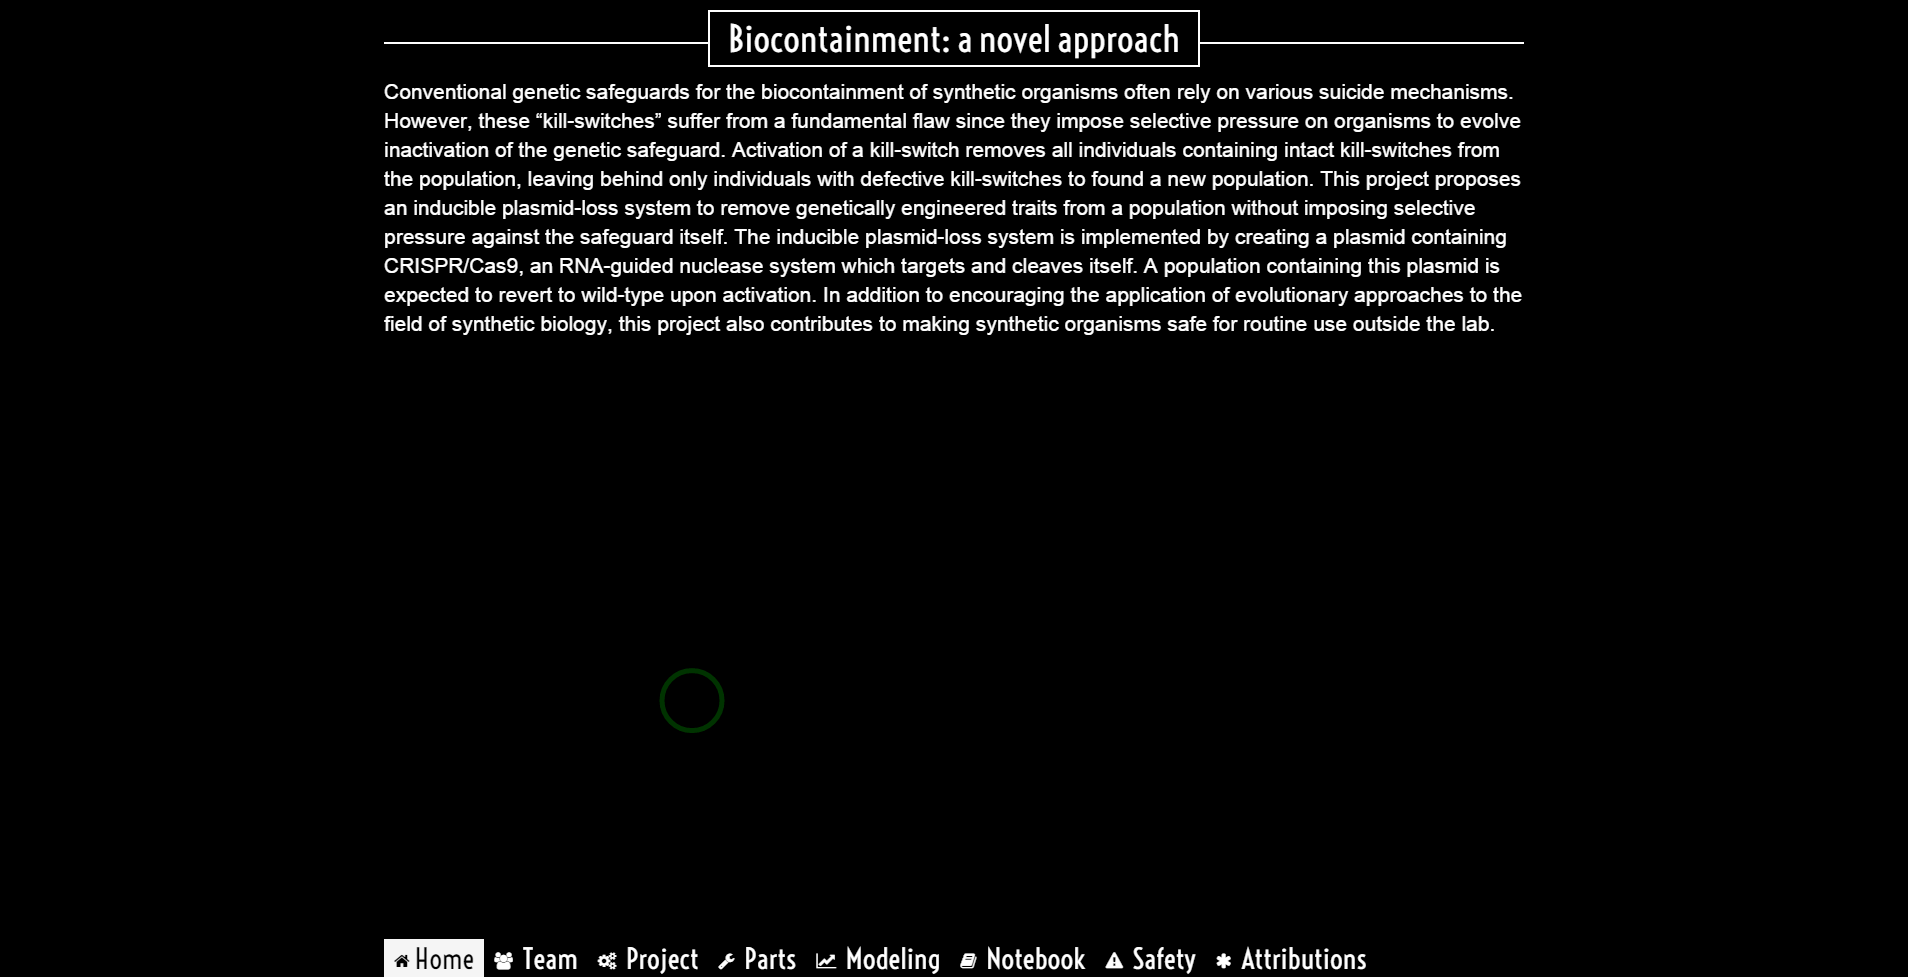 Biocontainment: a novel approach
Conventional genetic safeguards for the biocontainment of synthetic organisms often rely on various suicide mechanisms.
However, these “kill-switches” suffer from a fundamental flaw since they impose selective pressure on organisms to evolve
inactivation of the genetic safeguard. Activation of a kill-switch removes all individuals containing intact kill-switches from
the population, leaving behind only individuals with defective kill-switches to found a new population. This project proposes
an inducible plasmid-loss system to remove genetically engineered traits from a population without imposing selective
pressure against the safeguard itself. The inducible plasmid-loss system is implemented by creating a plasmid containing
CRISPR/Cas9, an RNA-guided nuclease system which targets and cleaves itself. A population containing this plasmid is
expected to revert to wild-type upon activation. In addition to encouraging the application of evolutionary approaches to the
field of synthetic biology, this project also contributes to making synthetic organisms safe for routine use outside the lab.
Home Team Project Parts Modeling Notebook Safety Attributions